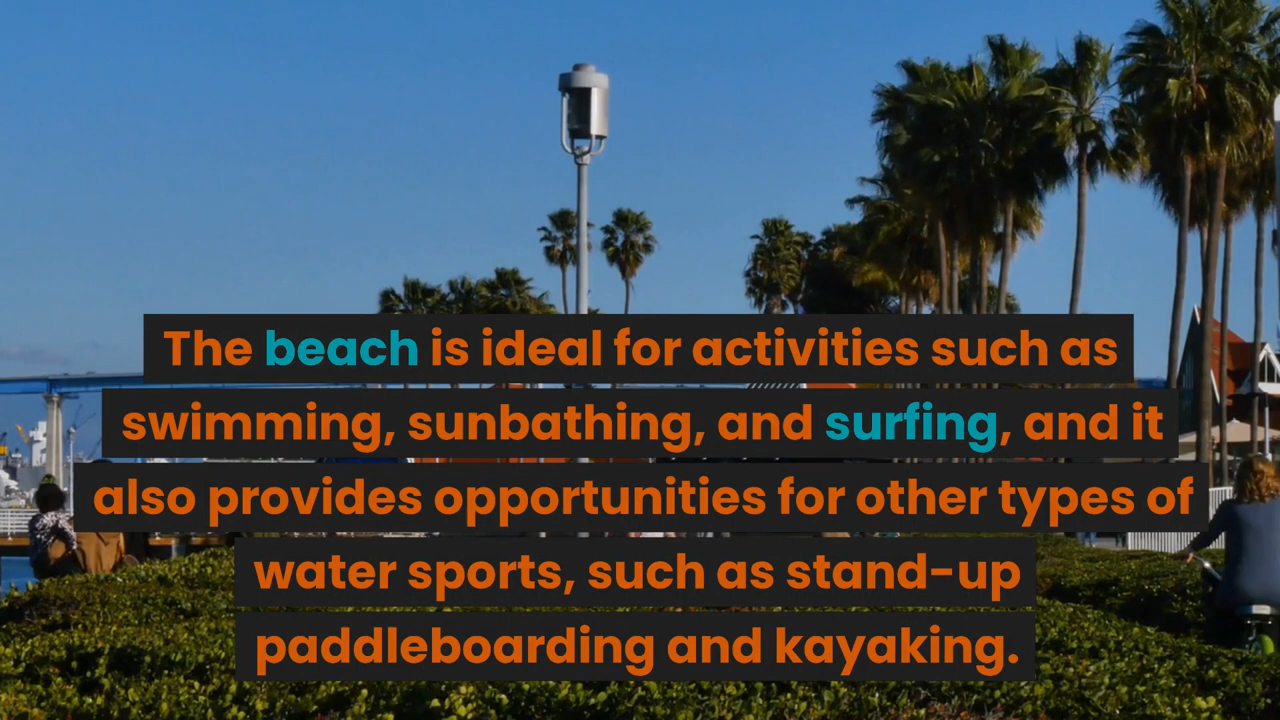 The beach is ideal for activities such as
swimming, sunbathing, and surfing, and it
also provides opportunities for other types of
water sports, such as stand-up
paddleboarding and kayaking.